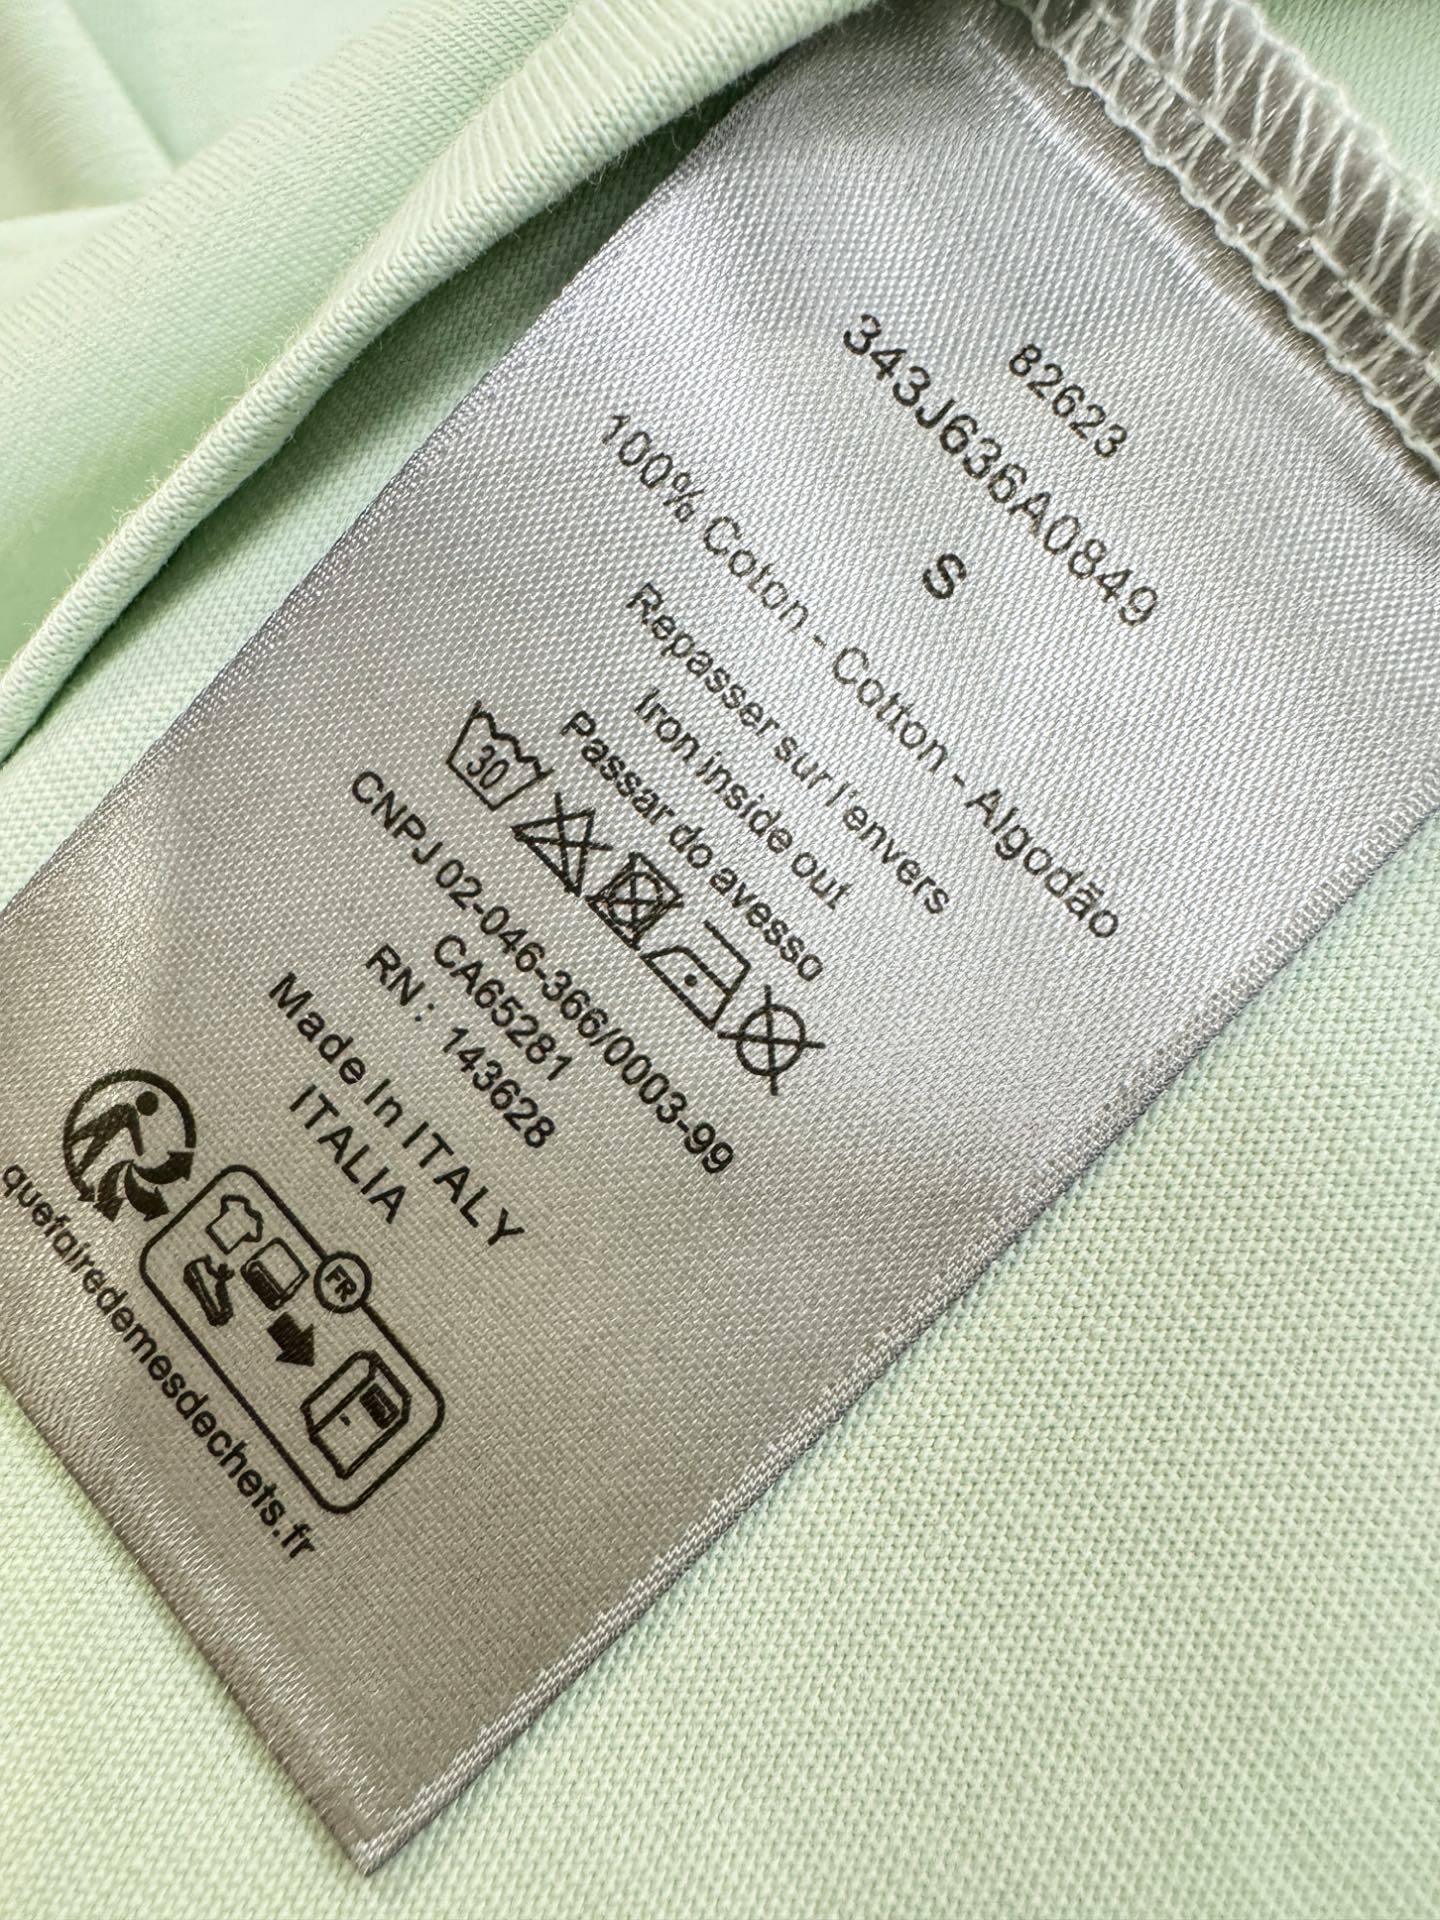 82623
343J636A0849
S
100% Coton - Cotton - Algodão
Repasser sur l'envers
Iron inside out
Passar do avesso
30
CNPJ 02-046-366/0003-99
CA65281
RN : 143628
Made In ITALY
ITALIA
FR
quefairedemesdechets.fr